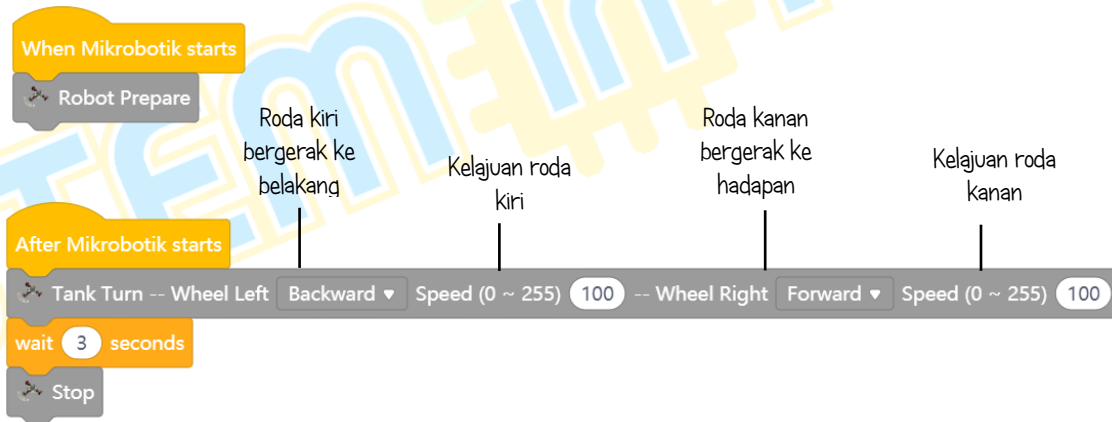 When Mikrobotik starts
Robot Prepare
Roda kiri
bergerak ke
belakang
Kelajuan roda
kiri
Roda kanan
bergerak ke
hadapan
Kelajuan roda
kanan
After Mikrobotik starts
Tank Turn -- Wheel Left Backward ▾ Speed (0 ~ 255) 100 -- Wheel Right Forward ▾ Speed (0 ~ 255) 100
wait 3 seconds
Stop